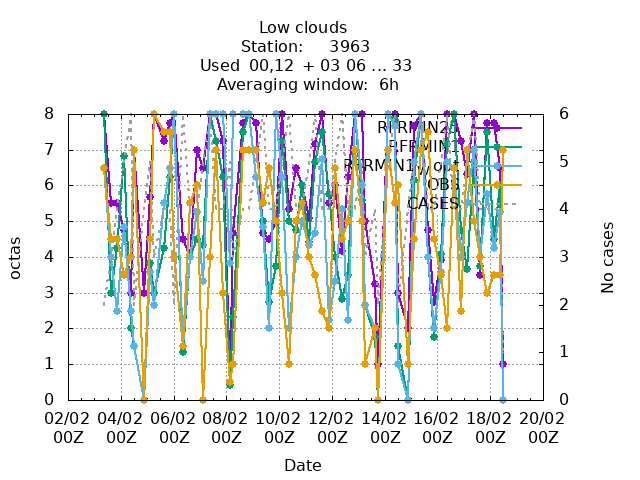 Low clouds
Station: 3963
Used 00,12 + 03 06 ... 33
Averaging window: 6h
octas
No cases
8
7
6
5
4
3
2
1
0
6
5
4
3
2
1
0
OBS
CASES
02/02 04/02 06/02 08/02 10/02 12/02 14/02 16/02 18/02 20/02
00Z 00Z 00Z 00Z 00Z 00Z 00Z 00Z 00Z 00Z
Date